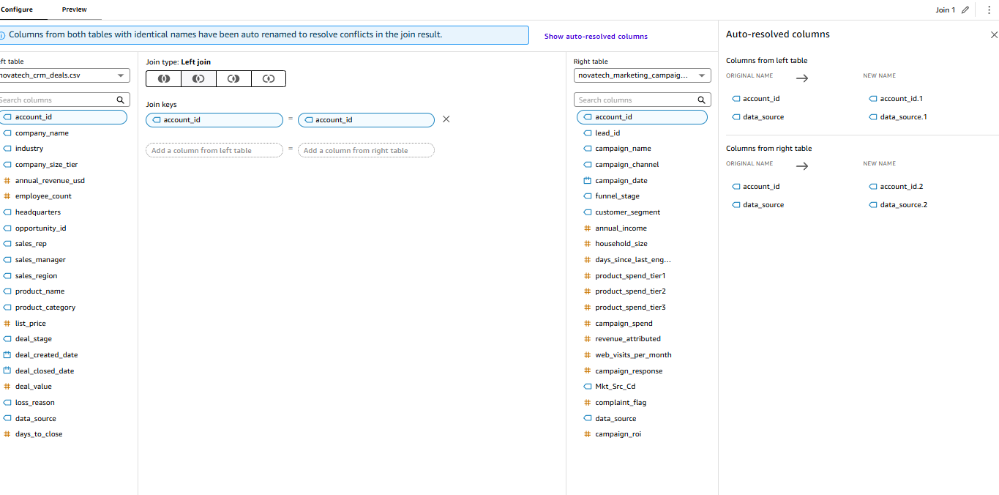 Configure
Preview
Join 1
Columns from both tables with identical names have been auto renamed to resolve conflicts in the join result.
Show auto-resolved columns
eft table
novatech_crm_deals.csv
Search columns
account_id
company_name
industry
company_size_tier
annual_revenue_usd
employee_count
headquarters
opportunity_id
sales_rep
sales_manager
sales_region
product_name
product_category
list_price
deal_stage
deal_created_date
deal_closed_date
deal_value
loss_reason
data_source
days_to_close
Join type: Left join
Join keys
account_id = account_id
Add a column from left table = Add a column from right table
Right table
novatech_marketing_campaig...
Search columns
account_id
lead_id
campaign_name
campaign_channel
campaign_date
funnel_stage
customer_segment
annual_income
household_size
days_since_last_eng...
product_spend_tier1
product_spend_tier2
product_spend_tier3
campaign_spend
revenue_attributed
web_visits_per_month
campaign_response
Mkt_Src_Cd
complaint_flag
data_source
campaign_roi
Auto-resolved columns
Columns from left table
ORIGINAL NAME → NEW NAME
account_id account_id.1
data_source data_source.1
Columns from right table
ORIGINAL NAME → NEW NAME
account_id account_id.2
data_source data_source.2